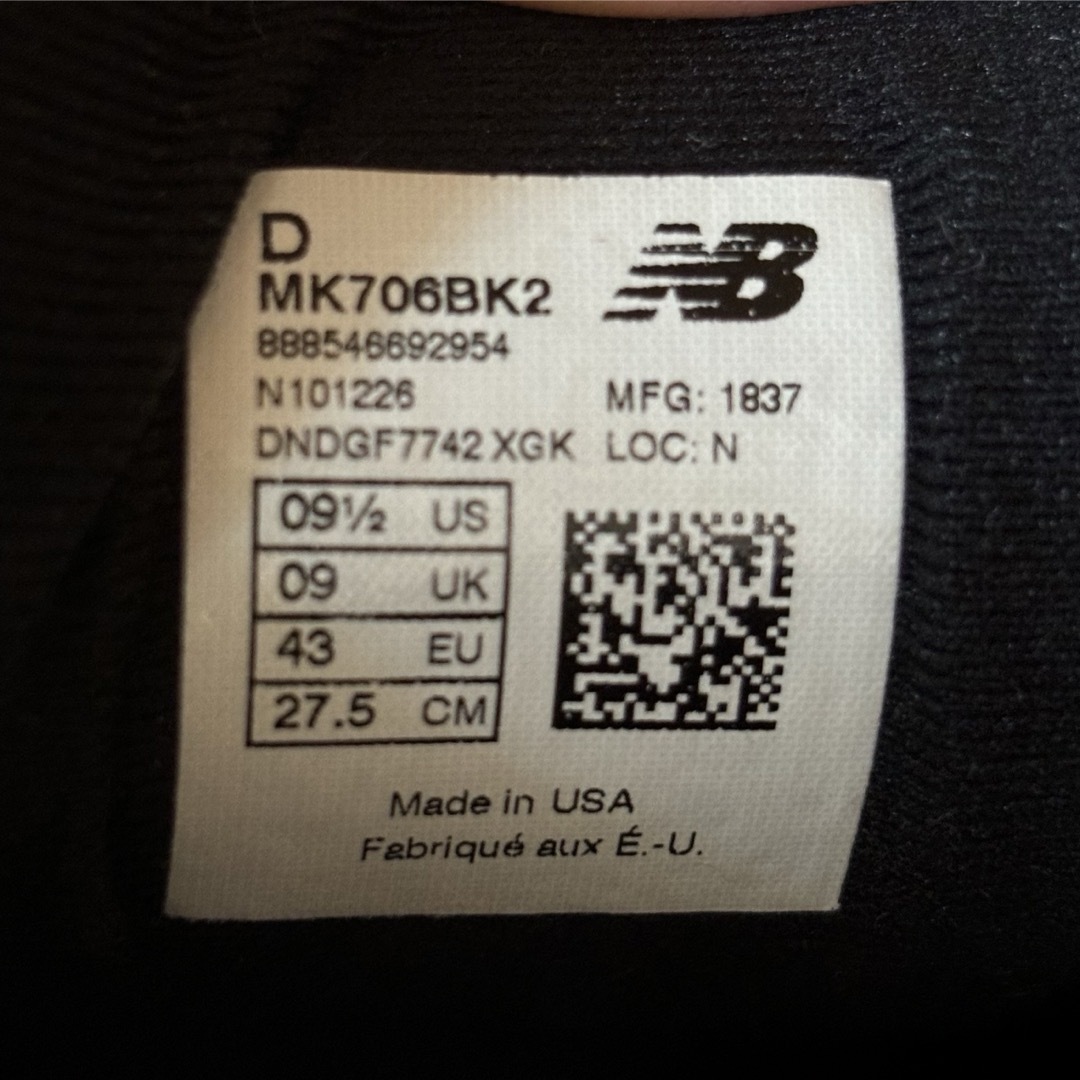 D
NB
MK706BK2
888546692954
N101226 MFG: 1837
DNDGF7742 XGK LOC: N
09½ US
09 UK
43 EU
27.5 CM
Made in USA
Fabriqué aux É.-U.